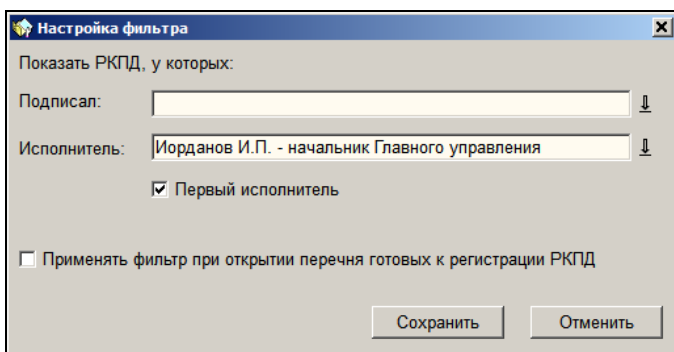 Настройка фильтра
Показать РКПД, у которых:
Подписал:
Исполнитель: Иорданов И.П. - начальник Главного управления
Первый исполнитель
Применять фильтр при открытии перечня готовых к регистрации РКПД
Сохранить Отменить